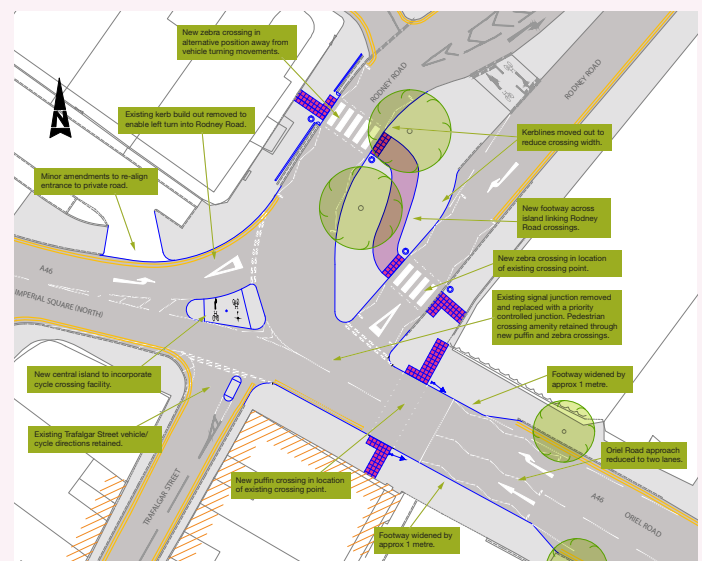 New zebra crossing in
alternative position away from
vehicle turning movements.
RODNEY ROAD
RODNEY ROAD
N
Existing kerb build out removed to
enable left turn into Rodney Road.
Kerblines moved out to
reduce crossing width.
Minor amendments to re-align
entrance to private road.
New footway across
island linking Rodney
Road crossings.
A46
IMPERIAL SQUARE (NORTH)
New zebra crossing in location
of existing crossing point.
Existing signal junction removed
and replaced with a priority
controlled junction. Pedestrian
crossing amenity retained through
new puffin and zebra crossings.
New central island to incorporate
cycle crossing facility.
Footway widened by
approx 1 metre.
Existing Trafalgar Street vehicle/
cycle directions retained.
Oriel Road approach
reduced to two lanes.
New puffin crossing in location
of existing crossing point.
TRAFALGAR STREET
A46
ORIEL ROAD
Footway widened by
approx 1 metre.